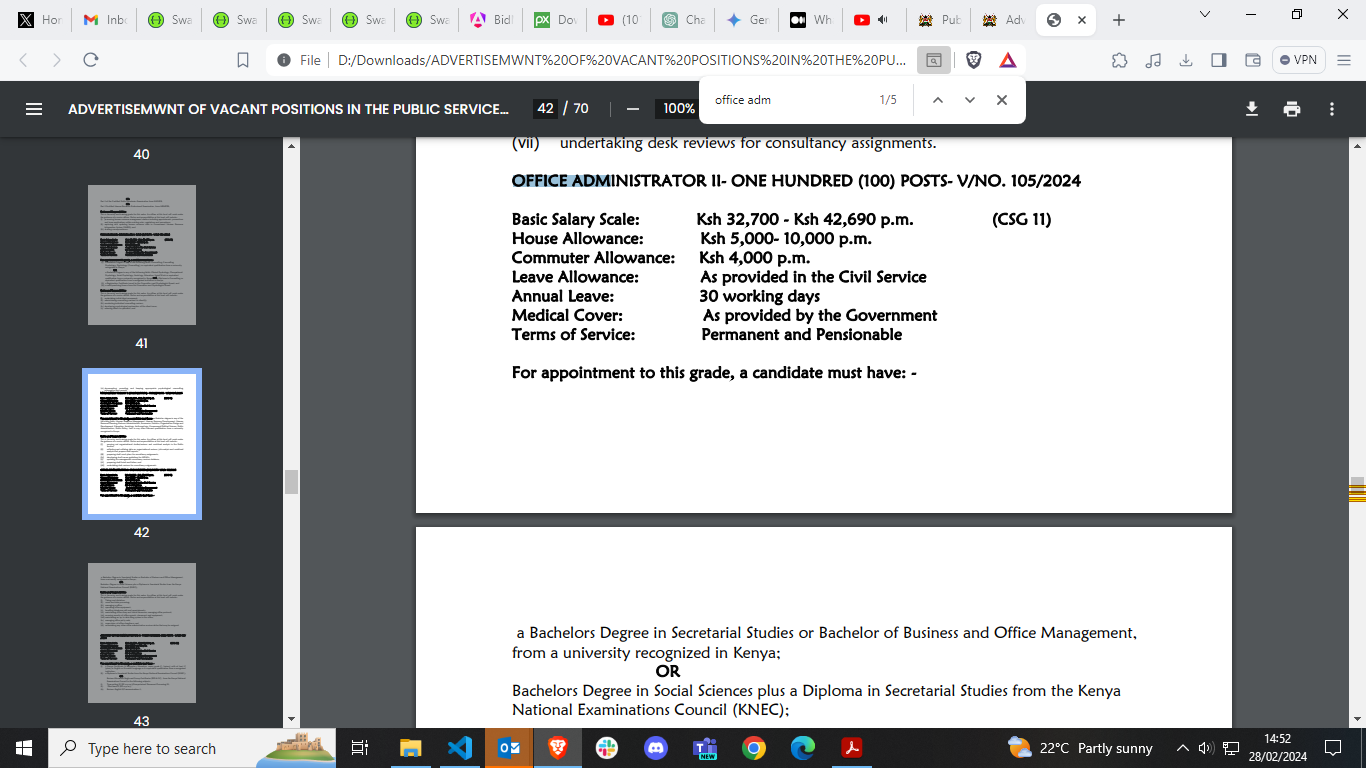 Hor
Inbo
Swa
Swa
Swa
Swa
Swa
Bidl
Dov
(10
Cha
Ger
Wh
Pub
Adv
File
D:/Downloads/ADVERTISEMWNT%20OF%20VACANT%20POSITIONS%20IN%20THE%20PU...
VPN
ADVERTISEMWNT OF VACANT POSITIONS IN THE PUBLIC SERVICE...
42 / 70
100%
office adm
1/5
40
41
42
43
(vii) undertaking desk reviews for consultancy assignments.
OFFICE ADMINISTRATOR II- ONE HUNDRED (100) POSTS- V/NO. 105/2024
Basic Salary Scale: Ksh 32,700 - Ksh 42,690 p.m. (CSG 11)
House Allowance: Ksh 5,000- 10,000 p.m.
Commuter Allowance: Ksh 4,000 p.m.
Leave Allowance: As provided in the Civil Service
Annual Leave: 30 working days
Medical Cover: As provided by the Government
Terms of Service: Permanent and Pensionable
For appointment to this grade, a candidate must have: -
a Bachelors Degree in Secretarial Studies or Bachelor of Business and Office Management,
from a university recognized in Kenya;
OR
Bachelors Degree in Social Sciences plus a Diploma in Secretarial Studies from the Kenya
National Examinations Council (KNEC);
Type here to search
NEW
22°C Partly sunny
14:52
28/02/2024